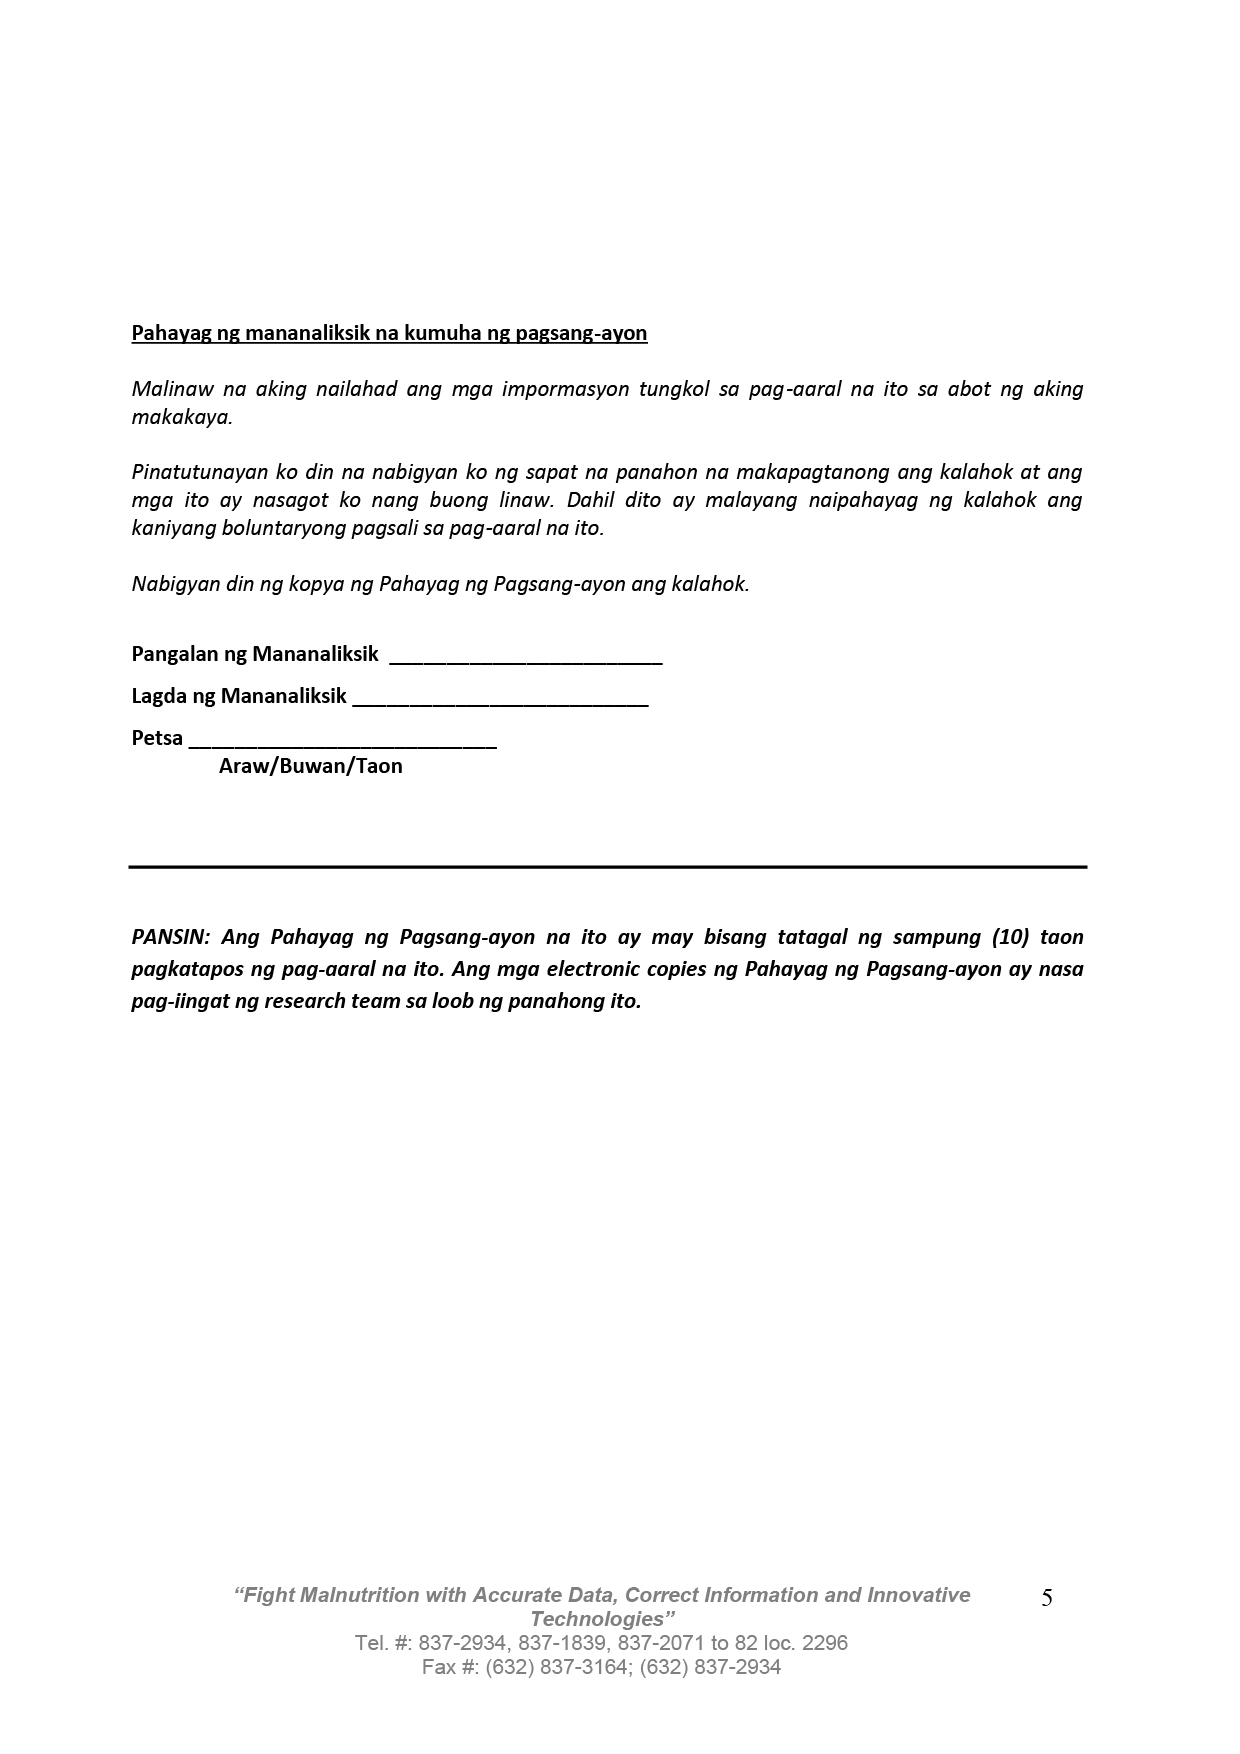 Pahayag ng mananaliksik na kumuha ng pagsang-ayon
Malinaw na aking nailahad ang mga impormasyon tungkol sa pag-aaral na ito sa abot ng aking
makakaya.
Pinatutunayan ko din na nabigyan ko ng sapat na panahon na makapagtanong ang kalahok at ang
mga ito ay nasagot ko nang buong linaw. Dahil dito ay malayang naipahayag ng kalahok ang
kaniyang boluntaryong pagsali sa pag-aaral na ito.
Nabigyan din ng kopya ng Pahayag ng Pagsang-ayon ang kalahok.
Pangalan ng Mananaliksik ________________________
Lagda ng Mananaliksik __________________________
Petsa ___________________________
Araw/Buwan/Taon
PANSIN: Ang Pahayag ng Pagsang-ayon na ito ay may bisang tatagal ng sampung (10) taon
pagkatapos ng pag-aaral na ito. Ang mga electronic copies ng Pahayag ng Pagsang-ayon ay nasa
pag-iingat ng research team sa loob ng panahong ito.
“Fight Malnutrition with Accurate Data, Correct Information and Innovative
Technologies”
Tel. #: 837-2934, 837-1839, 837-2071 to 82 loc. 2296
Fax #: (632) 837-3164; (632) 837-2934
5